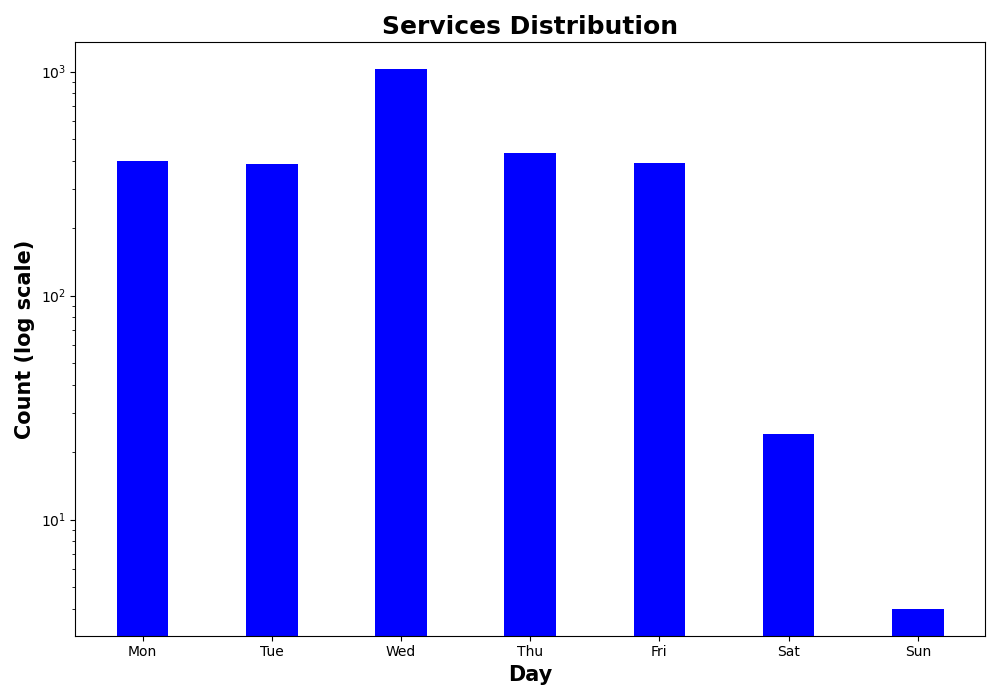 Services Distribution
Count (log scale)
10³
10²
10¹
Mon Tue Wed Thu Fri Sat Sun
Day